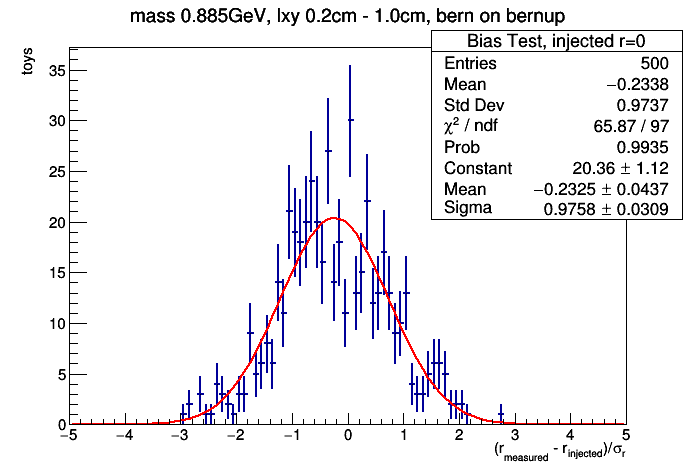 mass 0.885GeV, lxy 0.2cm - 1.0cm, bern on bernup
Bias Test, injected r=0
Entries 500
Mean −0.2338
Std Dev 0.9737
χ² / ndf 65.87 / 97
Prob 0.9935
Constant 20.36 ± 1.12
Mean −0.2325 ± 0.0437
Sigma 0.9758 ± 0.0309
toys
35
30
25
20
15
10
5
0
−5 −4 −3 −2 −1 0 1 2 3 4 5
(r_measured - r_injected)/σ_r